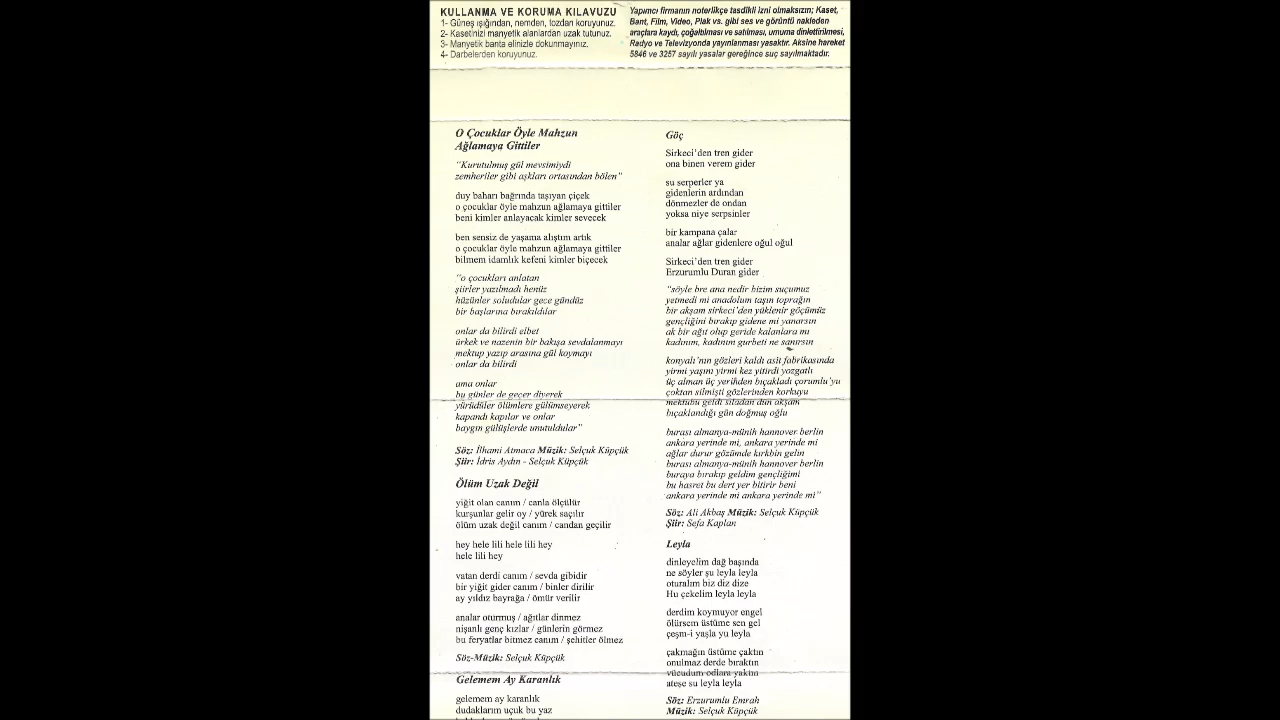 KULLANMA VE KORUMA KILAVUZU
1- Güneş ışığından, nemden, tozdan koruyunuz.
2- Kasetinizi manyetik alanlardan uzak tutunuz.
3- Manyetik banta elinizle dokunmayınız.
4- Darbelerden koruyunuz.
Yapımcı firmanın noterlikçe tasdikli izni olmaksızın; Kaset,
Bant, Film, Video, Plak vs. gibi ses ve görüntü nakleden
araçlara kaydı, çoğaltılması ve satılması, umuma dinlettirilmesi,
Radyo ve Televizyonda yayınlanması yasaktır. Aksine hareket
5846 ve 3257 sayılı yasalar gereğince suç sayılmaktadır.
O Çocuklar Öyle Mahzun
Ağlamaya Gittiler
"Kurutulmuş gül mevsimiydi
zemheriler gibi aşkları ortasından bölen"
duy baharı bağrında taşıyan çiçek
o çocuklar öyle mahzun ağlamaya gittiler
beni kimler anlayacak kimler sevecek
ben sensiz de yaşama alıştım artık
o çocuklar öyle mahzun ağlamaya gittiler
bilmem idamlık kefeni kimler biçecek
"o çocukları anlatan
şiirler yazılmadı henüz
hüzünler soludular gece gündüz
bir başlarına bırakıldılar
onlar da bilirdi elbet
ürkek ve nazenin bir bakışa sevdalanmayı
mektup yazıp arasına gül koymayı
onlar da bilirdi
ama onlar
bu günler de geçer diyerek
yürüdüler ölümlere gülümseyerek
kapandı kapılar ve onlar
baygın gülüşlerde unutuldular"
Söz: İlhami Atmaca Müzik: Selçuk Küpçük
Şiir: İdris Aydın - Selçuk Küpçük
Ölüm Uzak Değil
yiğit olan canım / canla ölçülür
kurşunlar gelir oy / yürek saçılır
ölüm uzak değil canım / candan geçilir
hey hele lili hele lili hey
hele lili hey
vatan derdi canım / sevda gibidir
bir yiğit gider canım / binler dirilir
ay yıldız bayrağa / ömür verilir
analar oturmuş / ağıtlar dinmez
nişanlı genç kızlar / günlerin görmez
bu feryatlar bitmez canım / şehitler ölmez
Söz-Müzik: Selçuk Küpçük
Gelemem Ay Karanlık
gelemem ay karanlık
dudaklarım uçuk bu yaz
Göç
Sirkeci'den tren gider
ona binen verem gider
su serperler ya
gidenlerin ardından
dönmezler de ondan
yoksa niye serpsinler
bir kampana çalar
analar ağlar gidenlere oğul oğul
Sirkeci'den tren gider
Erzurumlu Duran gider
"söyle bre ana nedir bizim suçumuz
yetmedi mi anadolum taşın toprağın
bir akşam sirkeci'den yüklenir göçümüz
gençliğini bırakıp gidene mi yanarsın
ak bir ağıt olup geride kalanlara mı
kadınım, kadınım gurbeti ne sanırsın
konyalı'nın gözleri kaldı asit fabrikasında
yirmi yaşını yirmi kez yitirdi yozgatlı
üç alman üç yerinden bıçakladı çorumlu'yu
çoktan silmişti gözlerinden korkuyu
mektubu geldi sıladan dün akşam
bıçaklandığı gün doğmuş oğlu
burası almanya-münih hannover berlin
ankara yerinde mi, ankara yerinde mi
ağlar durur gözümde kırkbin gelin
burası almanya-münih hannover berlin
buraya bırakıp geldim gençliğimi
bu hasret bu dert yer bitirir beni
ankara yerinde mi ankara yerinde mi"
Söz: Ali Akbaş Müzik: Selçuk Küpçük
Şiir: Sefa Kaplan
Leyla
dinleyelim dağ başında
ne söyler şu leyla leyla
oturalım biz diz dize
Hu çekelim leyla leyla
derdim koymuyor engel
ölürsem üstüme sen gel
çeşm-i yaşla yu leyla
çakmağın üstüme çaktın
onulmaz derde bıraktın
vücudum odlara yaktın
ateşe su leyla leyla
Söz: Erzurumlu Emrah
Müzik: Selçuk Küpçük